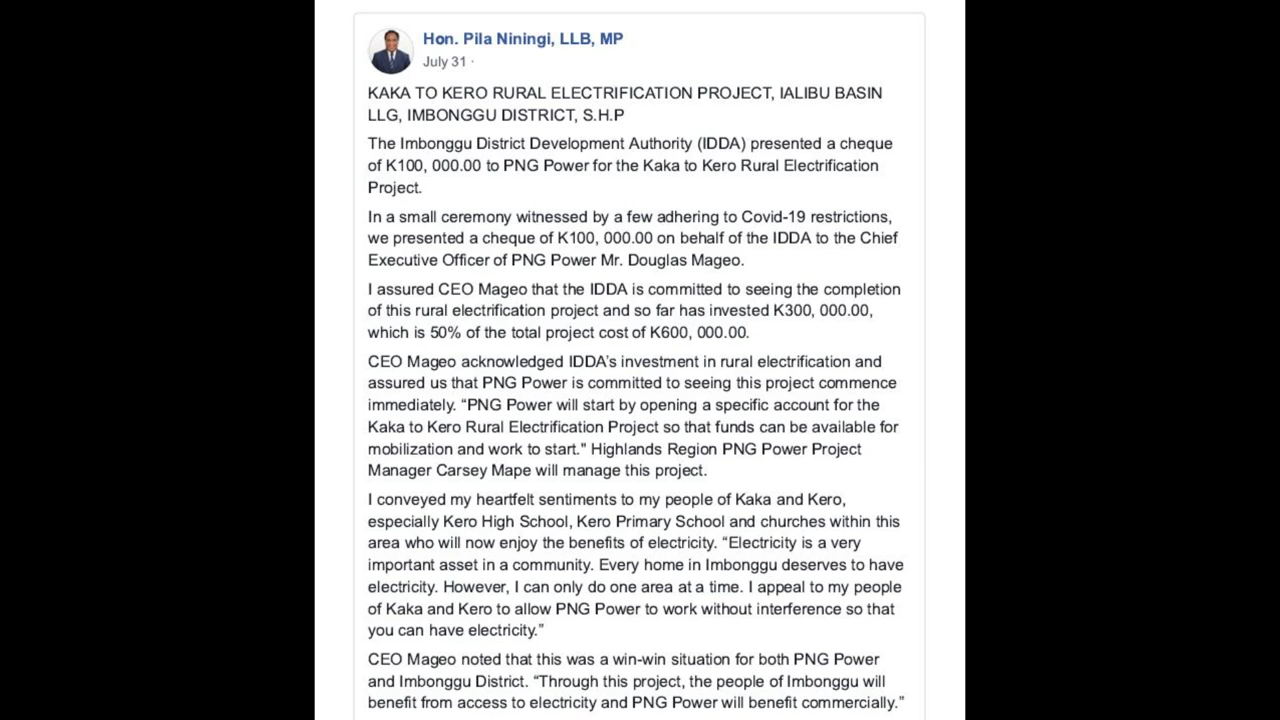 Hon. Pila Niningi, LLB, MP
July 31 ·
KAKA TO KERO RURAL ELECTRIFICATION PROJECT, IALIBU BASIN
LLG, IMBONGGU DISTRICT, S.H.P
The Imbonggu District Development Authority (IDDA) presented a cheque
of K100, 000.00 to PNG Power for the Kaka to Kero Rural Electrification
Project.
In a small ceremony witnessed by a few adhering to Covid-19 restrictions,
we presented a cheque of K100, 000.00 on behalf of the IDDA to the Chief
Executive Officer of PNG Power Mr. Douglas Mageo.
I assured CEO Mageo that the IDDA is committed to seeing the completion
of this rural electrification project and so far has invested K300, 000.00,
which is 50% of the total project cost of K600, 000.00.
CEO Mageo acknowledged IDDA’s investment in rural electrification and
assured us that PNG Power is committed to seeing this project commence
immediately. “PNG Power will start by opening a specific account for the
Kaka to Kero Rural Electrification Project so that funds can be available for
mobilization and work to start." Highlands Region PNG Power Project
Manager Carsey Mape will manage this project.
I conveyed my heartfelt sentiments to my people of Kaka and Kero,
especially Kero High School, Kero Primary School and churches within this
area who will now enjoy the benefits of electricity. “Electricity is a very
important asset in a community. Every home in Imbonggu deserves to have
electricity. However, I can only do one area at a time. I appeal to my people
of Kaka and Kero to allow PNG Power to work without interference so that
you can have electricity.”
CEO Mageo noted that this was a win-win situation for both PNG Power
and Imbonggu District. “Through this project, the people of Imbonggu will
benefit from access to electricity and PNG Power will benefit commercially.”